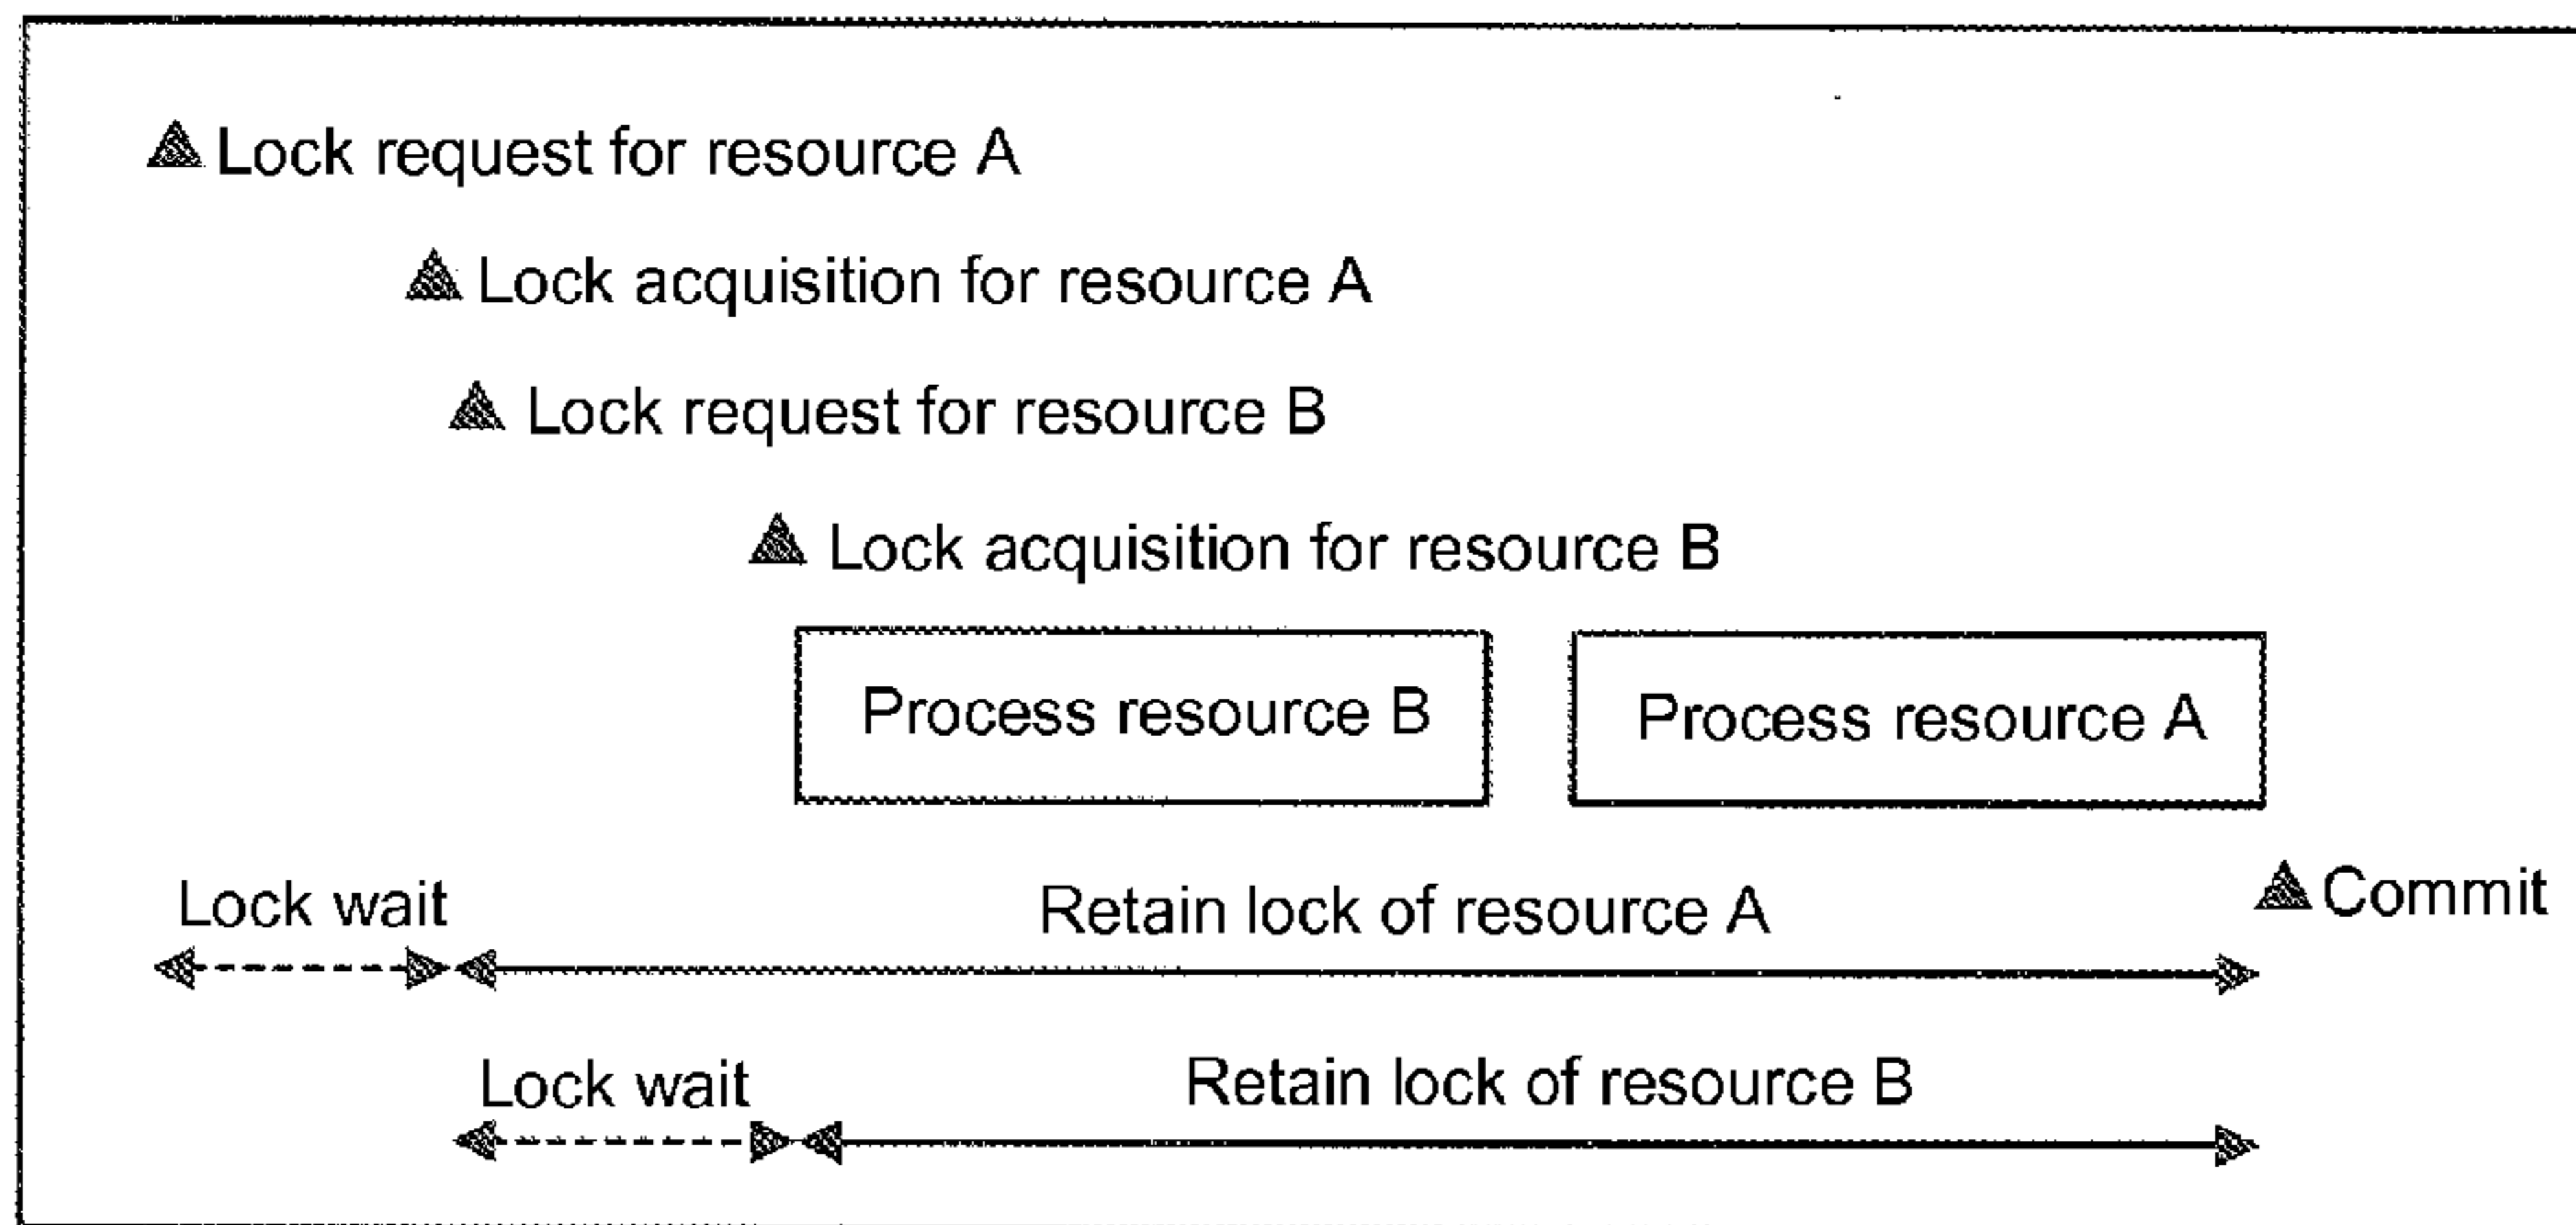 Lock request for resource A
Lock acquisition for resource A
Lock request for resource B
Lock acquisition for resource B
Process resource B
Process resource A
Lock wait
Retain lock of resource A
Commit
Lock wait
Retain lock of resource B